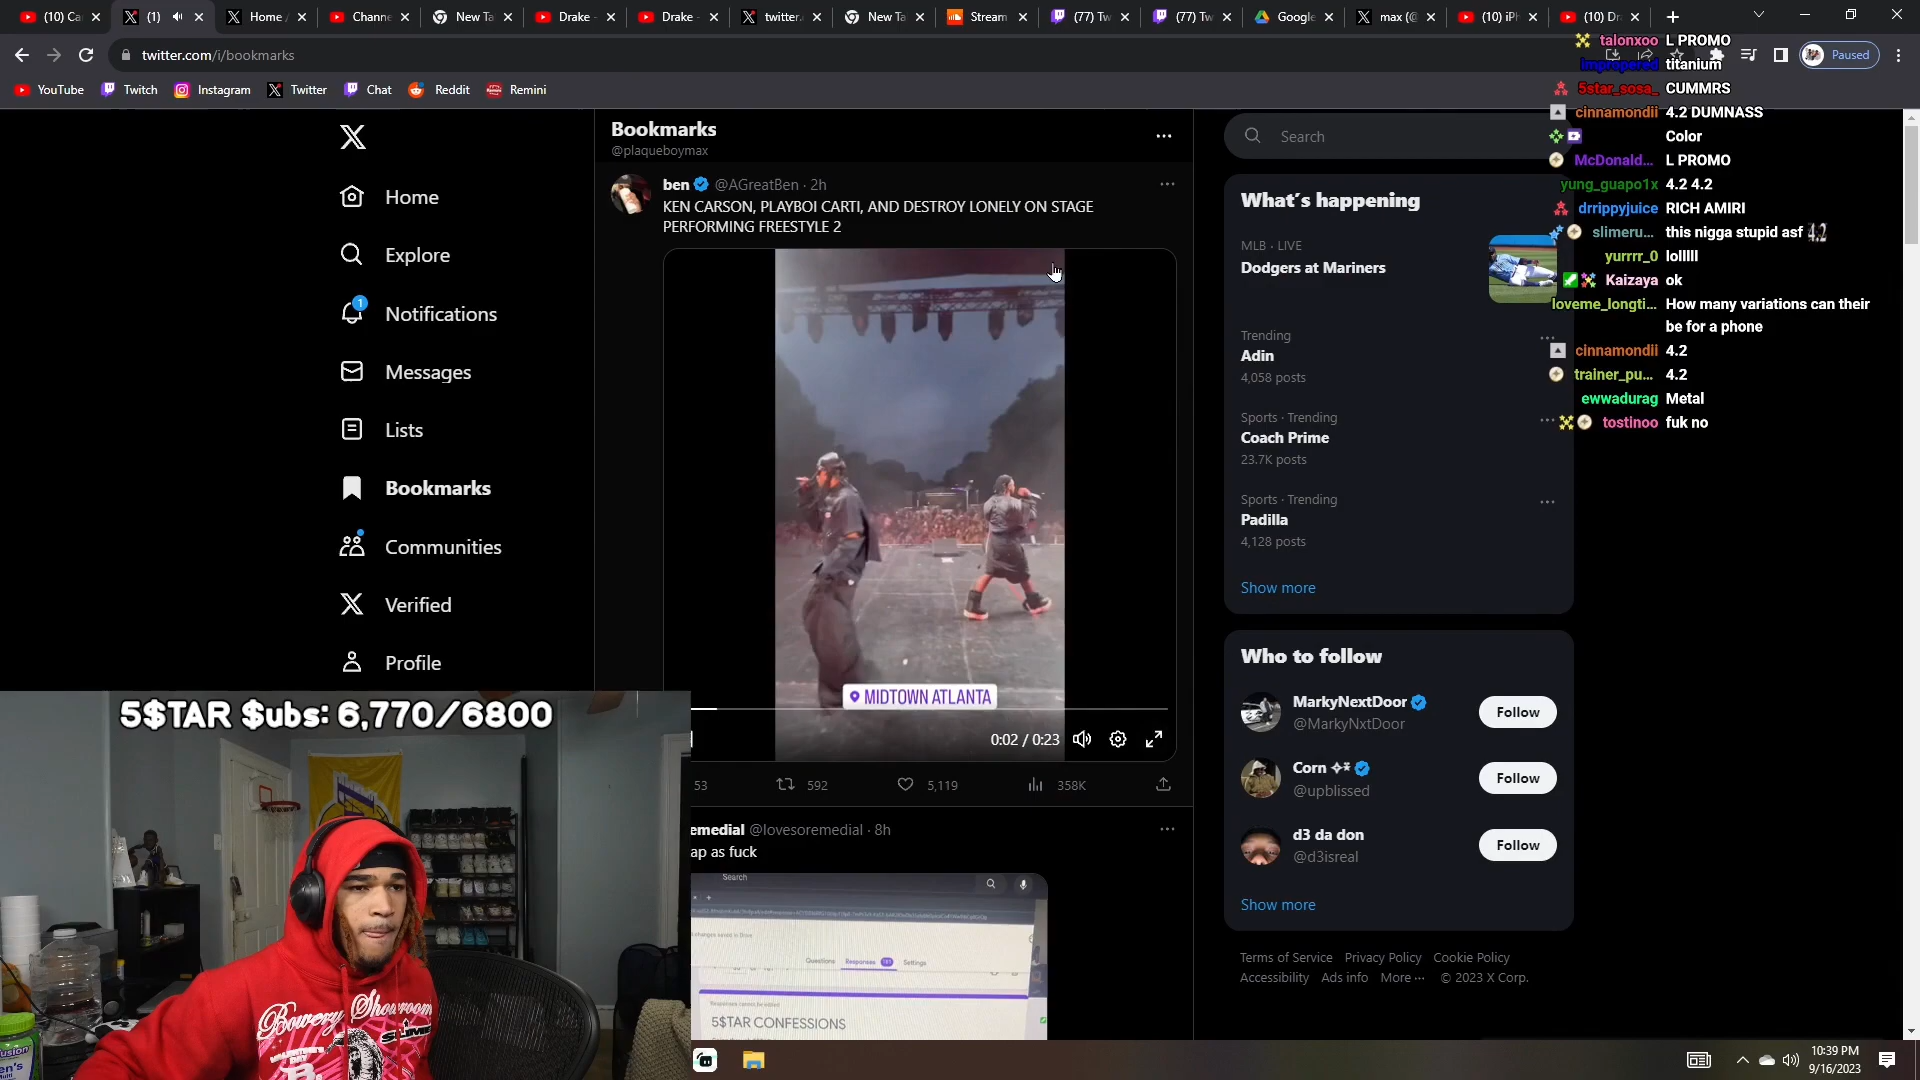 (10) Ca
(1)
Home /
Channe
New Ta
Drake -
Drake -
twitter.
New Ta
Stream
(77) Tw
(77) Tw
Google
max (@
(10) iPh
(10) Dr
twitter.com/i/bookmarks
Paused
YouTube
Twitch
Instagram
Twitter
Chat
Reddit
Remini
Home
Explore
1
Notifications
Messages
Lists
Bookmarks
Communities
Verified
Profile
Bookmarks
@plaqueboymax
ben @AGreatBen · 2h
KEN CARSON, PLAYBOI CARTI, AND DESTROY LONELY ON STAGE
PERFORMING FREESTYLE 2
MIDTOWN ATLANTA
0:02 / 0:23
53
592
5,119
358K
emedial @lovesoremedial · 8h
ap as fuck
Search
Questions
Responses
Settings
5$TAR CONFESSIONS
Search
What's happening
MLB · LIVE
Dodgers at Mariners
Trending
Adin
4,058 posts
Sports · Trending
Coach Prime
23.7K posts
Sports · Trending
Padilla
4,128 posts
Show more
Who to follow
MarkyNextDoor
@MarkyNxtDoor
Follow
Corn
@upblissed
Follow
d3 da don
@d3isreal
Follow
Show more
Terms of Service Privacy Policy Cookie Policy
Accessibility Ads info More ··· © 2023 X Corp.
talonxoo L PROMO
Impropered titanium
5star_sosa_ CUMMRS
cinnamondii 4.2 DUMNASS
Color
McDonald... L PROMO
yung_guapo1x 4.2 4.2
drrippyjuice RICH AMIRI
slimeru... this nigga stupid asf 4.2
yurrrr_0 lolllll
Kaizaya ok
loveme_longti... How many variations can their
be for a phone
cinnamondii 4.2
trainer_pu... 4.2
ewwadurag Metal
tostinoo fuk no
5$TAR $ubs: 6,770/6800
Bowery Showroom
10:39 PM
9/16/2023